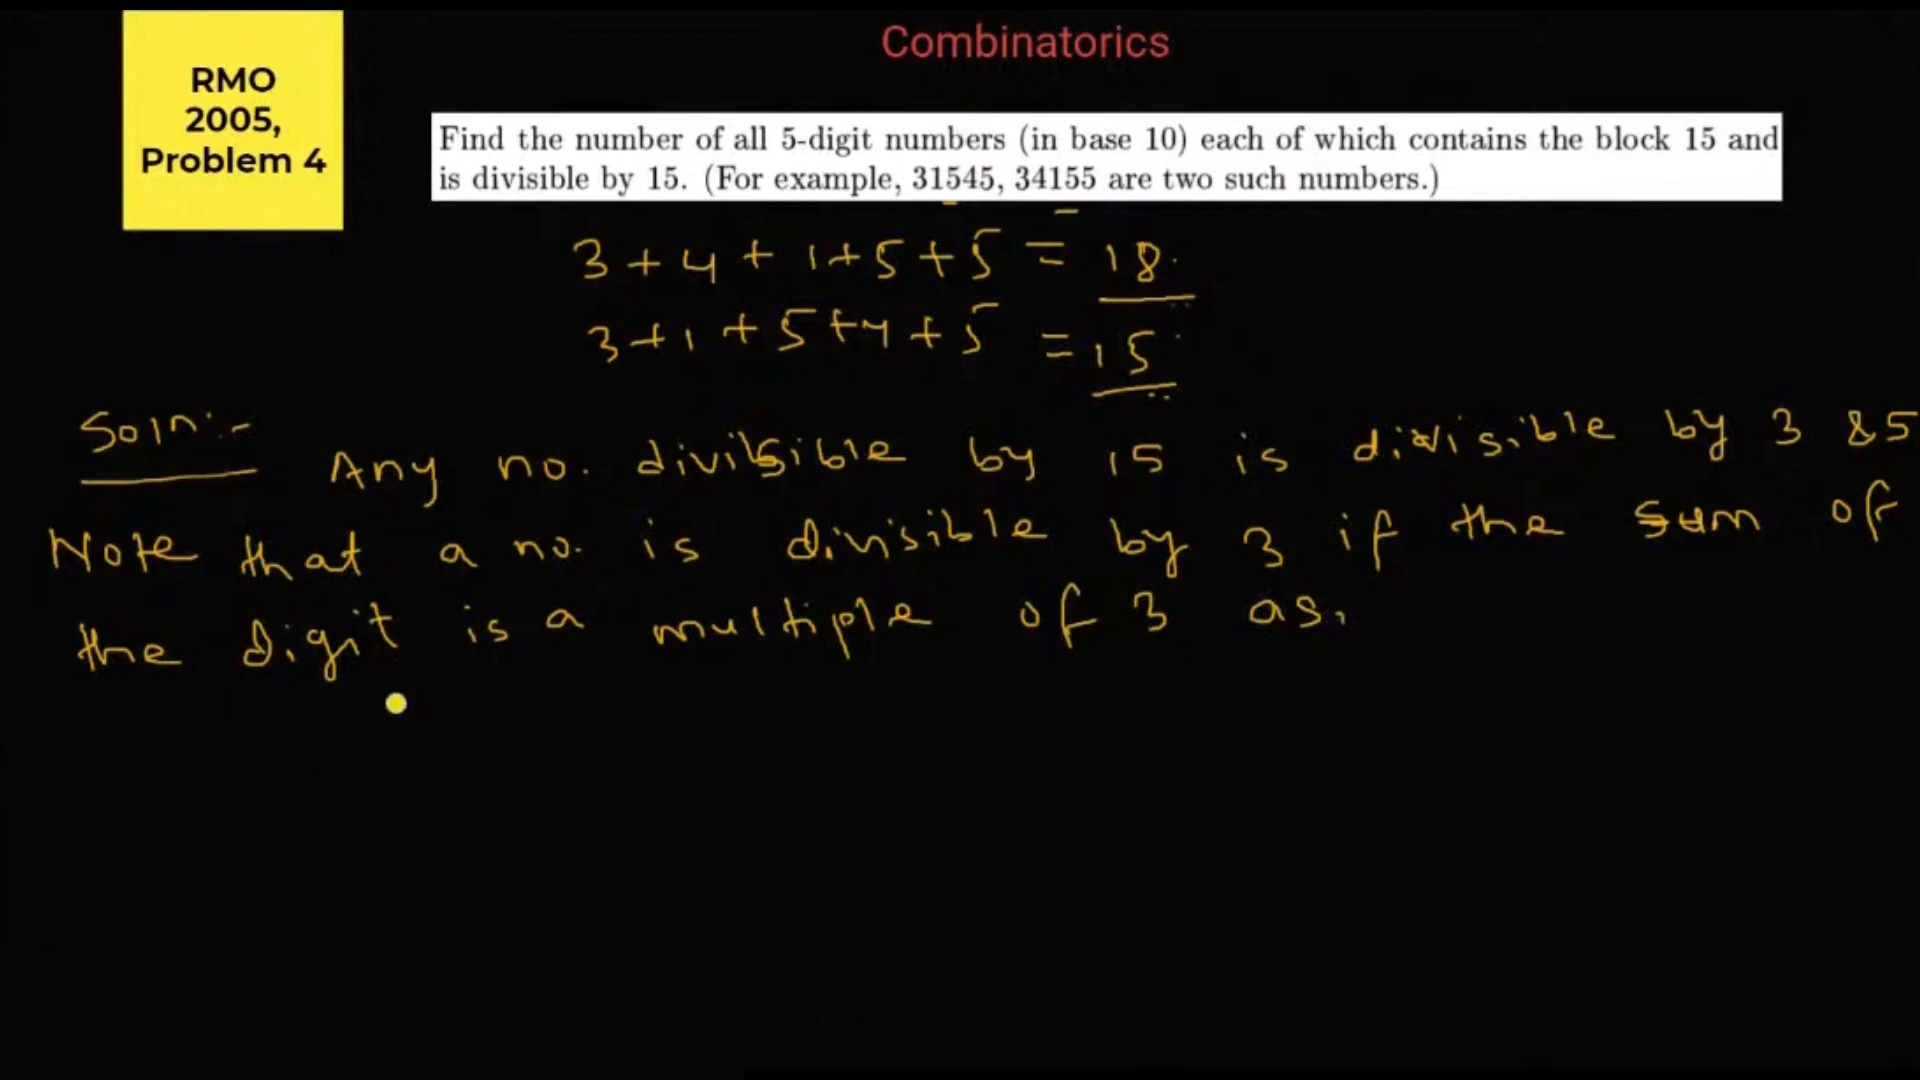 Combinatorics
RMO
2005,
Problem 4
Find the number of all 5-digit numbers (in base 10) each of which contains the block 15 and
is divisible by 15. (For example, 31545, 34155 are two such numbers.)
3 + 4 + 1 + 5 + 5 = 18
3 + 1 + 5 + 4 + 5 = 15
Soln:-
Any no. divisible by 15 is divisible by 3 & 5
Note that a no. is divisible by 3 if the sum of
the digit is a multiple of 3 as,